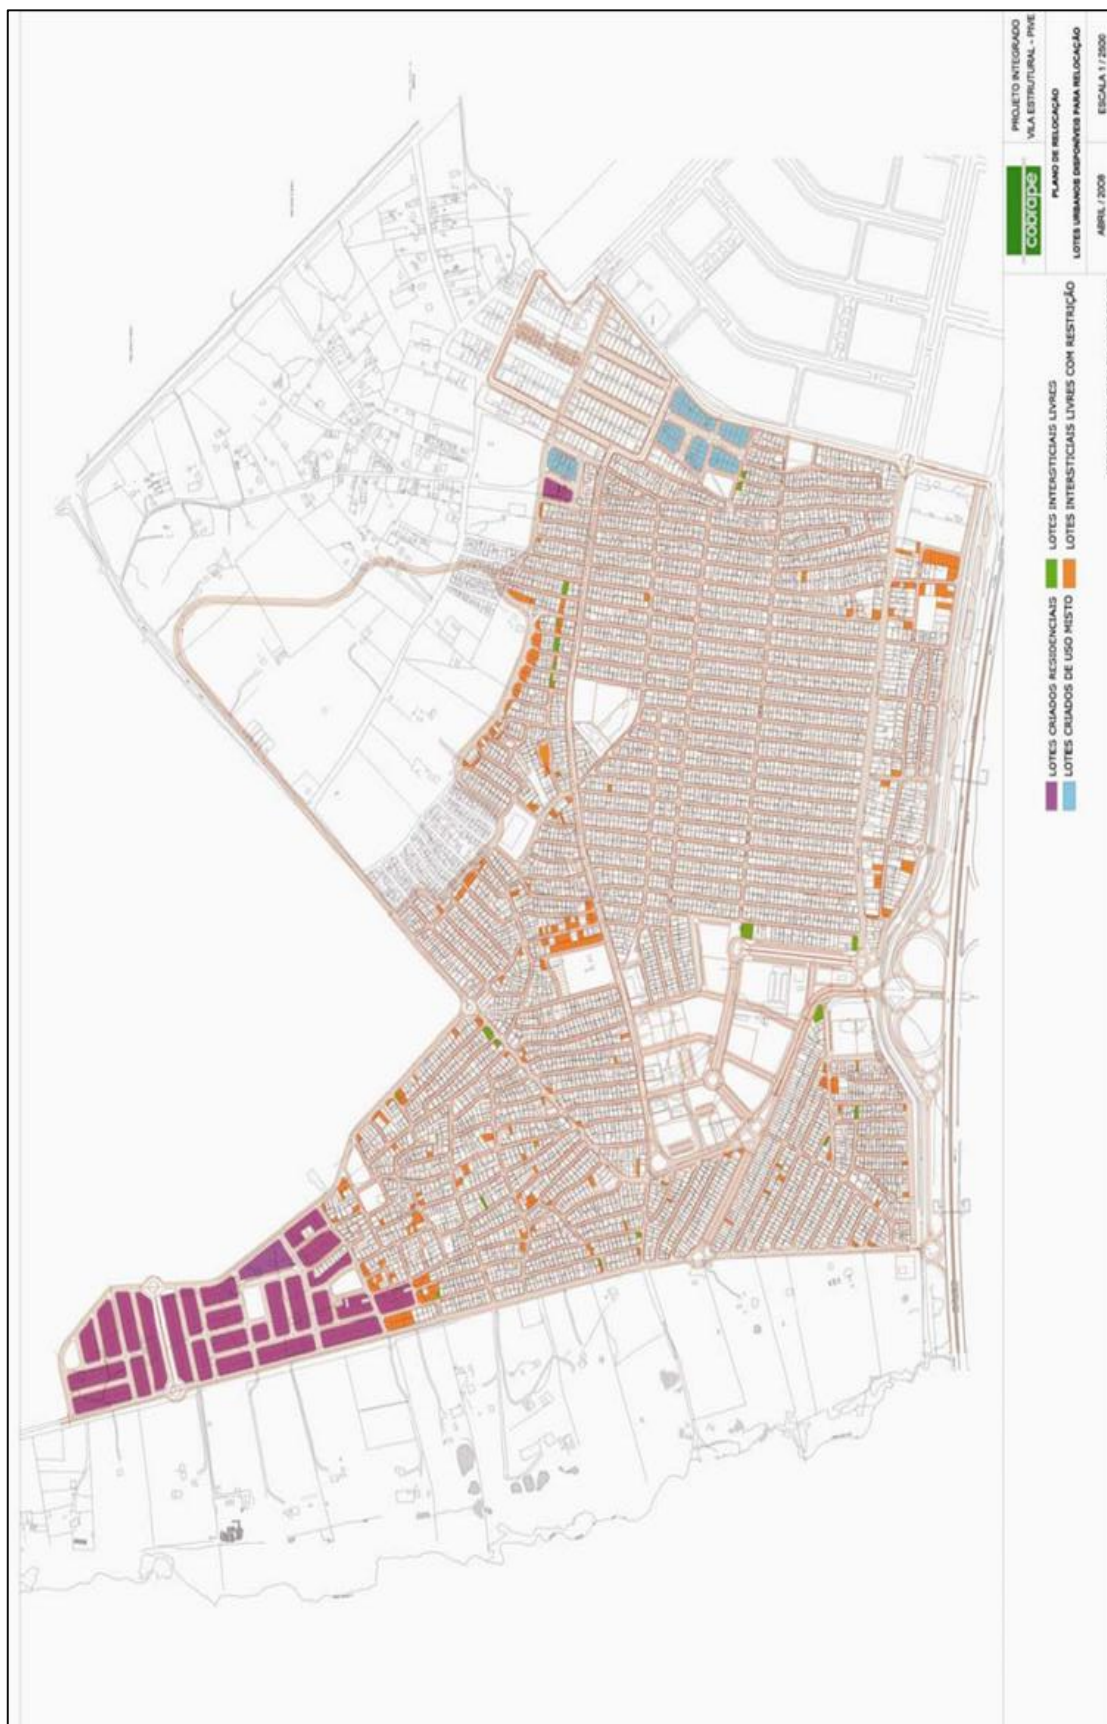 PROJETO INTEGRADO
VILA ESTRUTURAL - PIVE
cobrape
PLANO DE RELOCAÇÃO
LOTES URBANOS DISPONÍVEIS PARA RELOCAÇÃO
ABRIL / 2008
ESCALA 1 / 2500
LOTES CRIADOS RESIDENCIAIS
LOTES CRIADOS DE USO MISTO
LOTES INTERSTICIAIS LIVRES
LOTES INTERSTICIAIS LIVRES COM RESTRIÇÃO